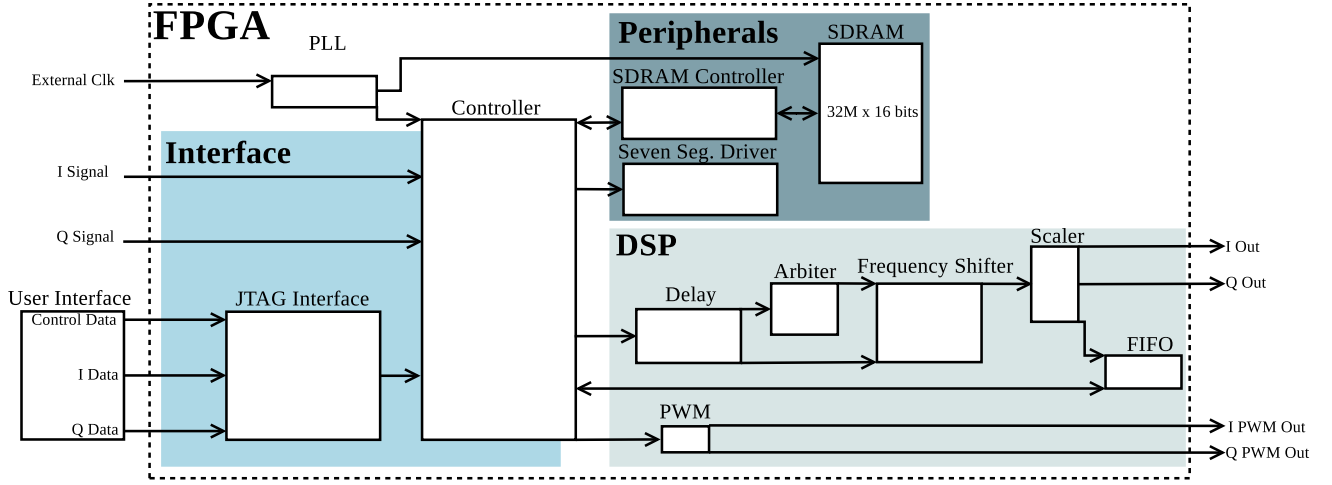 FPGA
PLL
External Clk
Controller
Peripherals
SDRAM
SDRAM Controller
32M x 16 bits
Seven Seg. Driver
Interface
I Signal
Q Signal
User Interface
Control Data
I Data
Q Data
JTAG Interface
DSP
Delay
Arbiter
Frequency Shifter
Scaler
I Out
Q Out
FIFO
PWM
I PWM Out
Q PWM Out